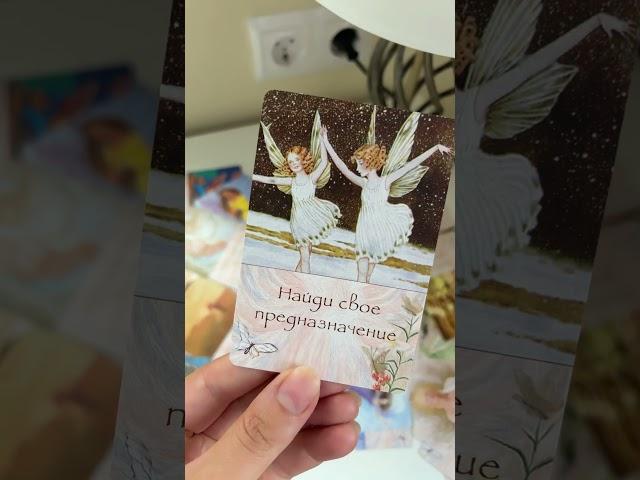 Найди свое
предназначение